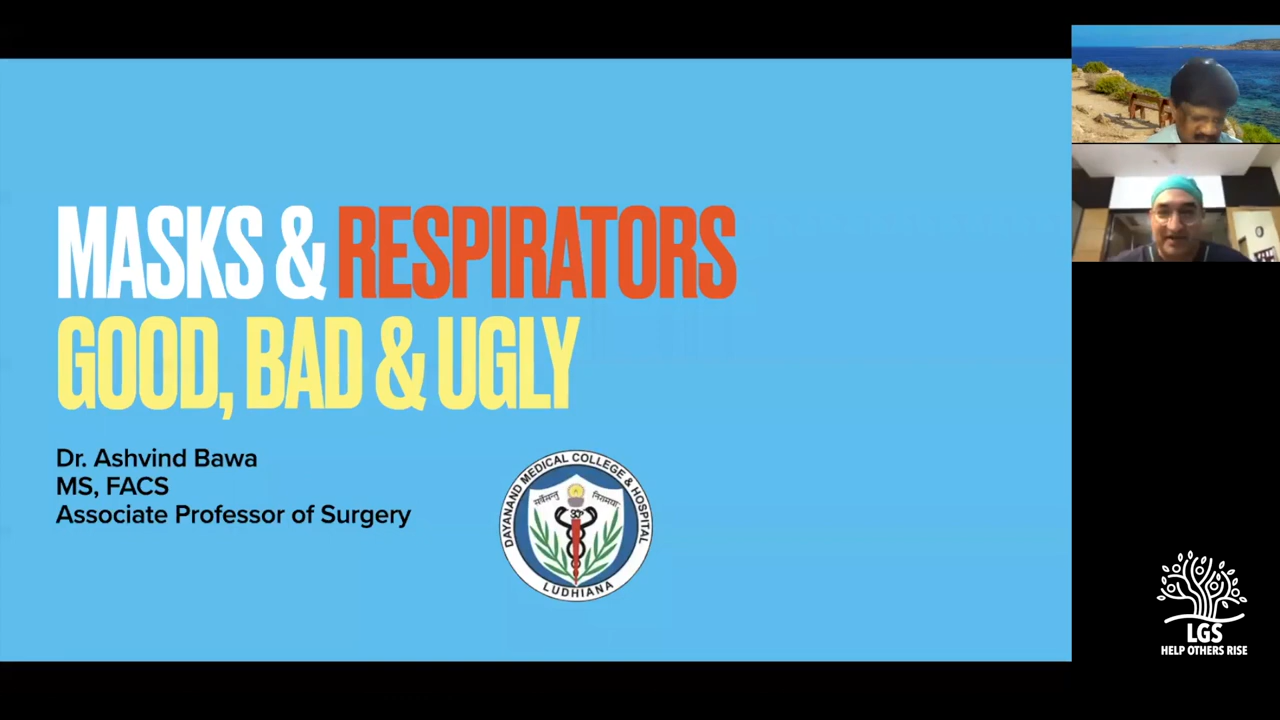 MASKS & RESPIRATORS
GOOD, BAD & UGLY
Dr. Ashvind Bawa
MS, FACS
Associate Professor of Surgery
DAYANAND MEDICAL COLLEGE & HOSPITAL
LUDHIANA
LGS
HELP OTHERS RISE